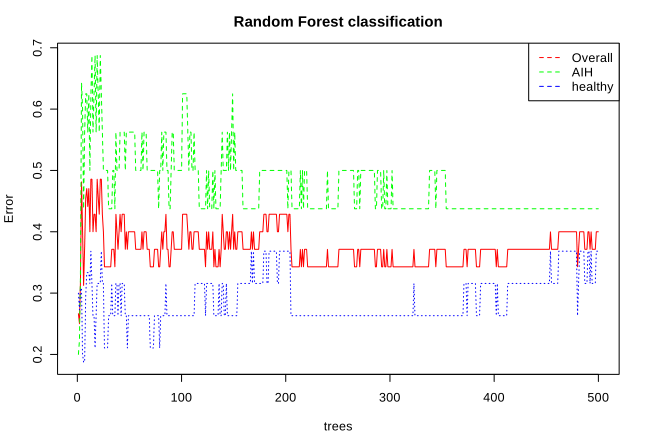 Random Forest classification
Error
0.7
0.6
0.5
0.4
0.3
0.2
Overall
AIH
healthy
0 100 200 300 400 500
trees